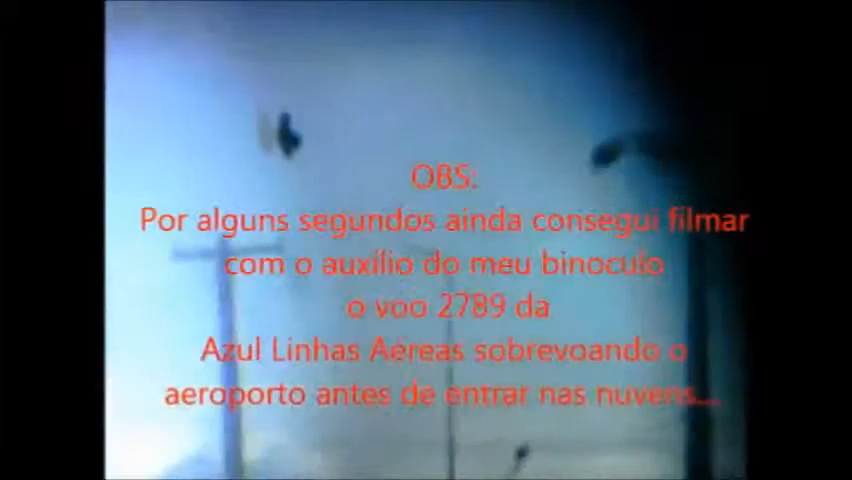 OBS:
Por alguns segundos ainda consegui filmar
com o auxílio do meu binoculo
o voo 2789 da
Azul Linhas Aéreas sobrevoando o
aeroporto antes de entrar nas nuvens...